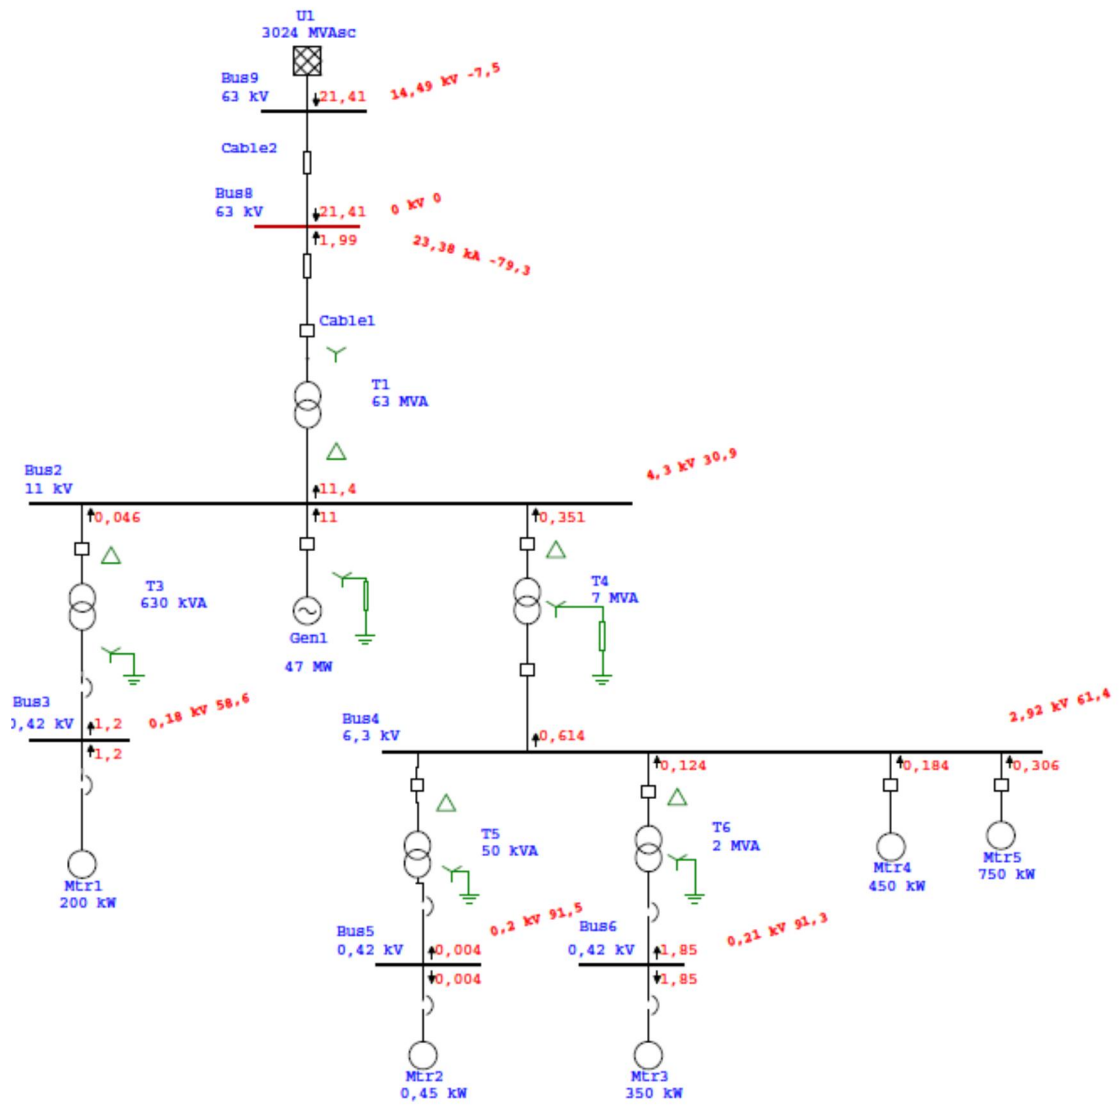 U1
3024 MVAsc
Bus9
63 kV
21,41
14,49 kV -7,5
Cable2
Bus8
63 kV
21,41
0 kV 0
1,99
23,38 kA -79,3
Cable1
T1
63 MVA
Bus2
11 kV
11,4
4,3 kV 30,9
0,046
11
0,351
T3
630 kVA
T4
7 MVA
Gen1
47 MW
Bus3
0,42 kV
1,2
0,18 kV 58,6
1,2
Bus4
6,3 kV
0,614
2,92 kV 61,4
0,124
0,184
0,306
T5
50 kVA
T6
2 MVA
Mtr1
200 kW
Mtr4
450 kW
Mtr5
750 kW
Bus5
0,42 kV
0,004
0,2 kV 91,5
0,004
Bus6
0,42 kV
1,85
0,21 kV 91,3
1,85
Mtr2
0,45 kW
Mtr3
350 kW